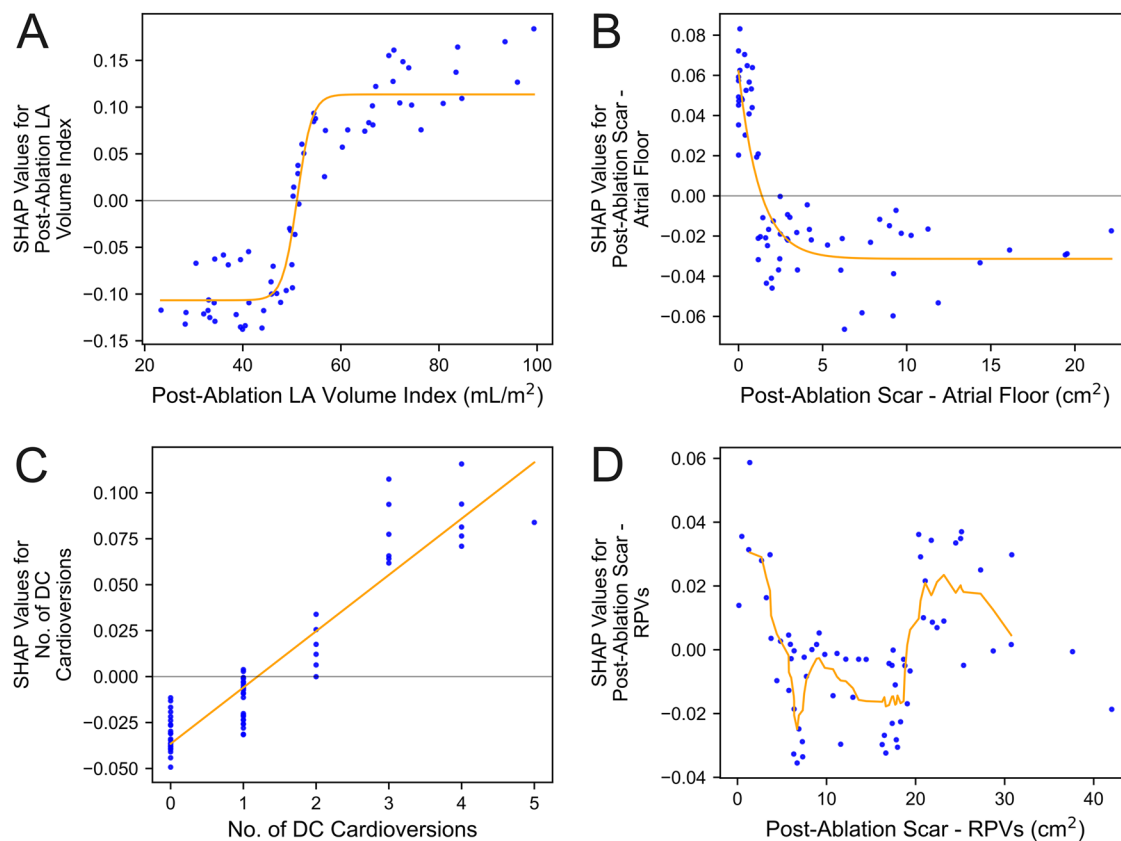 A
SHAP Values for
Post-Ablation LA
Volume Index
0.15
0.10
0.05
0.00
−0.05
−0.10
−0.15
20
40
60
80
100
Post-Ablation LA Volume Index (mL/m²)
B
SHAP Values for
Post-Ablation Scar -
Atrial Floor
0.08
0.06
0.04
0.02
0.00
−0.02
−0.04
−0.06
0
5
10
15
20
Post-Ablation Scar - Atrial Floor (cm²)
C
SHAP Values for
No. of DC
Cardioversions
0.100
0.075
0.050
0.025
0.000
−0.025
−0.050
0
1
2
3
4
5
No. of DC Cardioversions
D
SHAP Values for
Post-Ablation Scar -
RPVs
0.06
0.04
0.02
0.00
−0.02
−0.04
0
10
20
30
40
Post-Ablation Scar - RPVs (cm²)